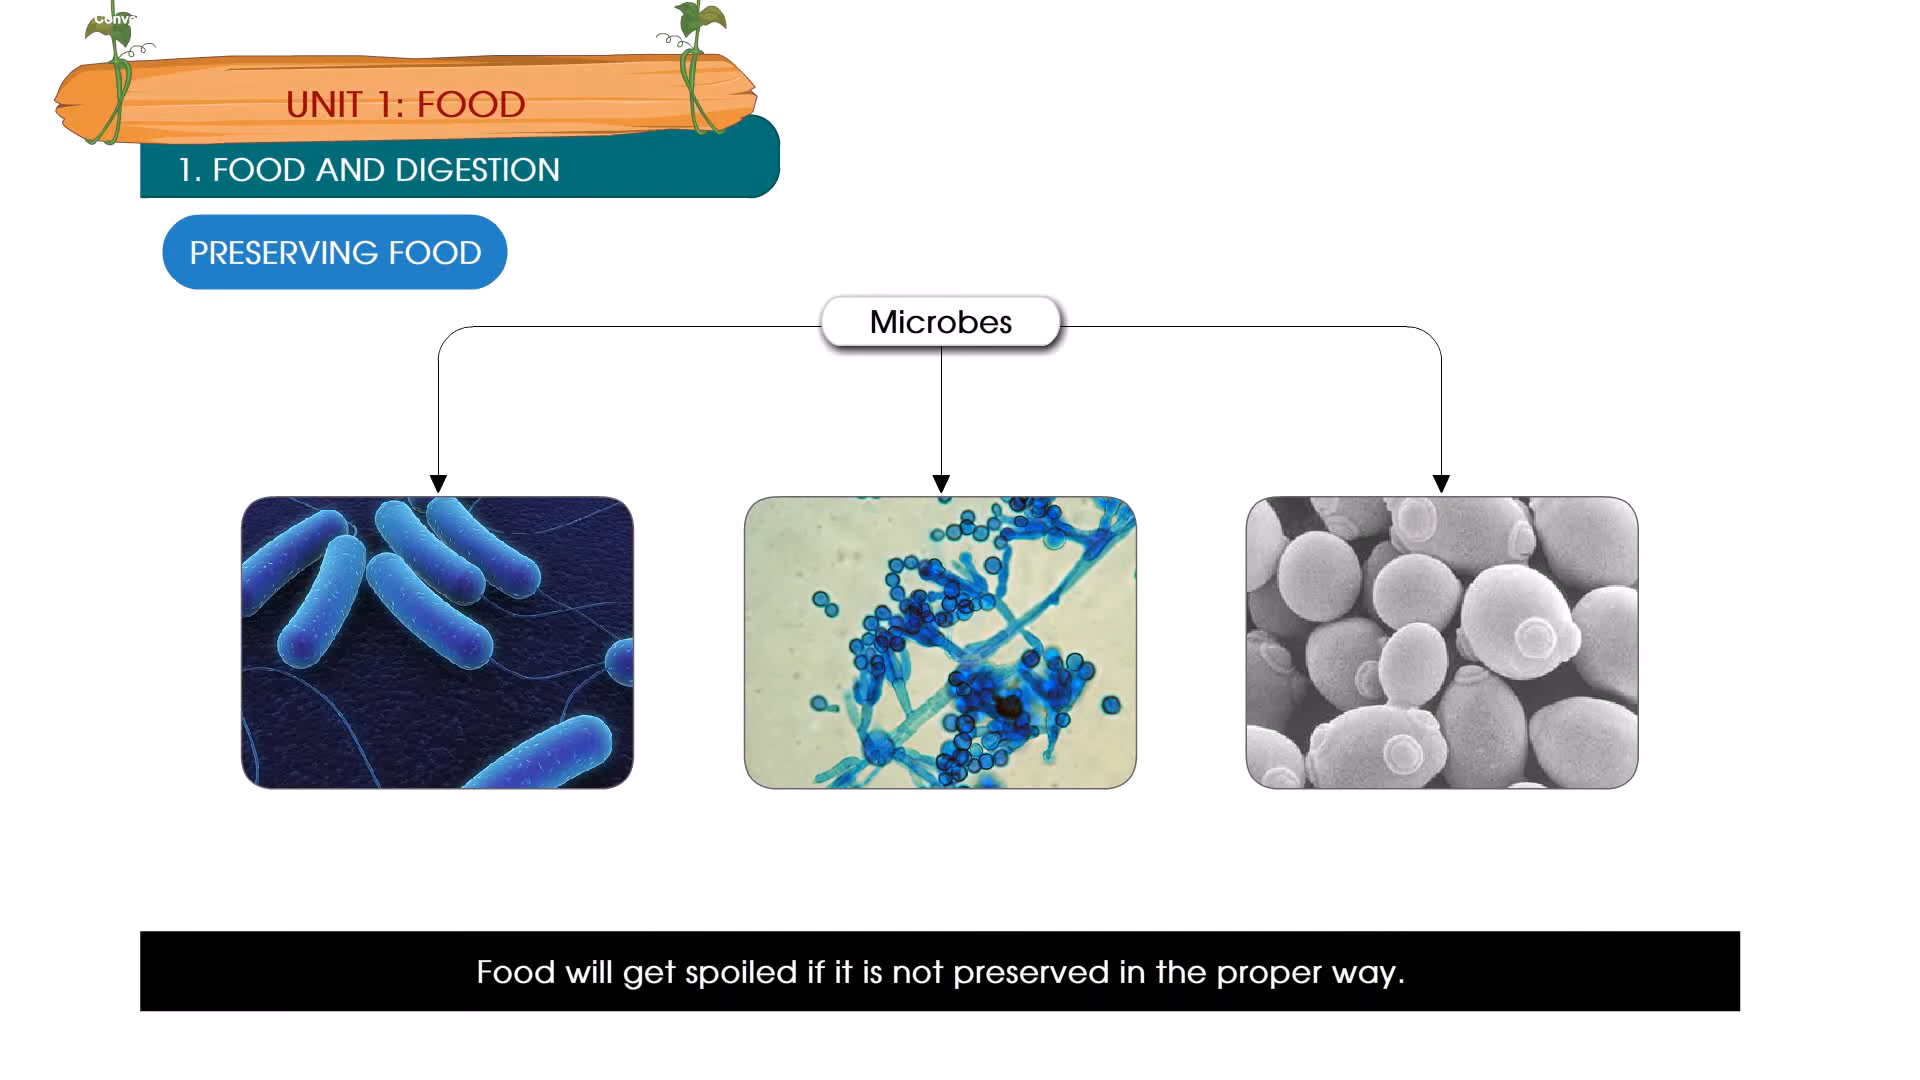 UNIT 1: FOOD
1. FOOD AND DIGESTION
PRESERVING FOOD
Microbes
Food will get spoiled if it is not preserved in the proper way.